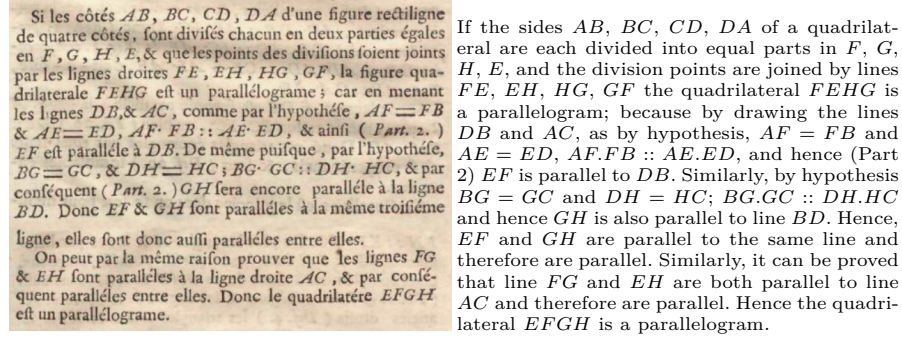 Si les côtés AB, BC, CD, DA d'une figure rectiligne
de quatre côtés, sont divisés chacun en deux parties égales
en F, G, H, E, & que les points des divisions soient joints
par les lignes droites FE, EH, HG, GF, la figure qua-
drilaterale FEHG est un parallélograme; car en menant
les lignes DB, & AC, comme par l'hypothése, AF=FB
& AE=ED, AF· FB :: AE· ED, & ainsi ( Part. 2. )
EF est paralléle à DB. De même puisque, par l'hypothése,
BG=GC, & DH=HC; BG· GC :: DH· HC, & par
conséquent ( Part. 2. ) GH sera encore paralléle à la ligne
BD. Donc EF & GH sont paralléles à la même troisiéme
ligne, elles sont donc aussi paralléles entre elles.
On peut par la même raison prouver que les lignes FG
& EH sont paralléles à la ligne droite AC, & par consé-
quent paralléles entre elles. Donc le quadrilatére EFGH
est un parallélograme.
If the sides AB, BC, CD, DA of a quadrilat-
eral are each divided into equal parts in F, G,
H, E, and the division points are joined by lines
FE, EH, HG, GF the quadrilateral FEHG is
a parallelogram; because by drawing the lines
DB and AC, as by hypothesis, AF = FB and
AE = ED, AF.FB :: AE.ED, and hence (Part
2) EF is parallel to DB. Similarly, by hypothesis
BG = GC and DH = HC; BG.GC :: DH.HC
and hence GH is also parallel to line BD. Hence,
EF and GH are parallel to the same line and
therefore are parallel. Similarly, it can be proved
that line FG and EH are both parallel to line
AC and therefore are parallel. Hence the quadri-
lateral EFGH is a parallelogram.